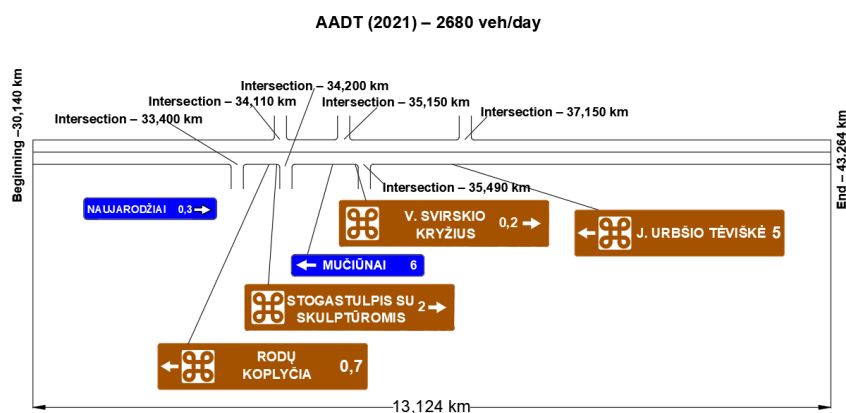 AADT (2021) – 2680 veh/day
Beginning –30,140 km
Intersection – 33,400 km
Intersection – 34,110 km
Intersection – 34,200 km
Intersection – 35,150 km
Intersection – 37,150 km
Intersection – 35,490 km
End – 43,264 km
NAUJARODŽIAI 0,3
V. SVIRSKIO
KRYŽIUS
0,2
J. URBŠIO TĖVIŠKĖ 5
MUČIŪNAI 6
STOGASTULPIS SU
SKULPTŪROMIS
2
RODŲ
KOPLYČIA
0,7
13,124 km